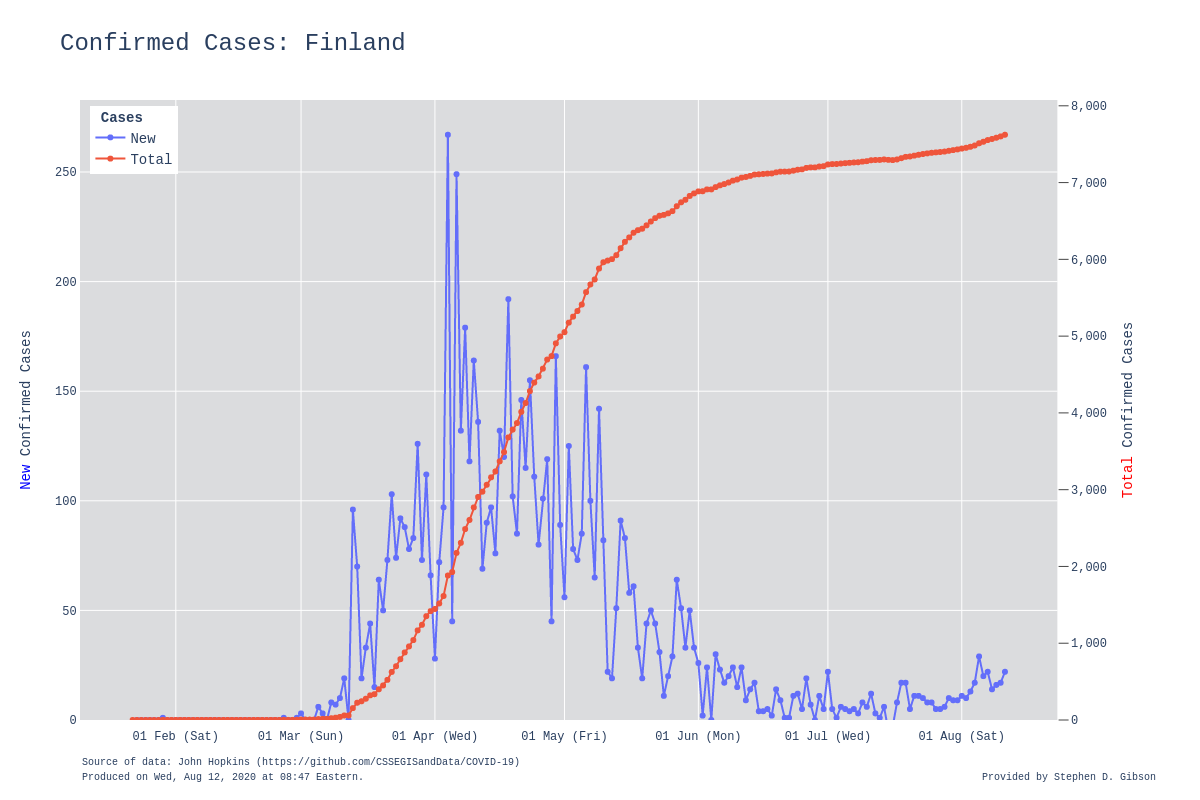 Confirmed Cases: Finland
Cases
New
Total
250
200
150
100
50
0
8,000
7,000
6,000
5,000
4,000
3,000
2,000
1,000
0
New Confirmed Cases
Total Confirmed Cases
01 Feb (Sat)
01 Mar (Sun)
01 Apr (Wed)
01 May (Fri)
01 Jun (Mon)
01 Jul (Wed)
01 Aug (Sat)
Source of data: John Hopkins (https://github.com/CSSEGISandData/COVID-19)
Produced on Wed, Aug 12, 2020 at 08:47 Eastern.
Provided by Stephen D. Gibson